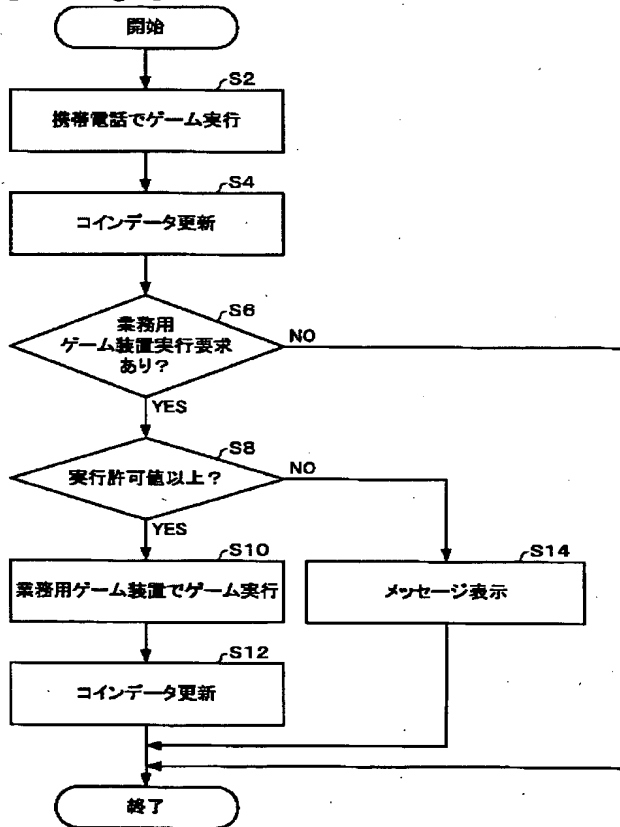 開始
S2
携帯電話でゲーム実行
S4
コインデータ更新
S6
業務用
ゲーム装置実行要求
あり?
NO
YES
S8
実行許可値以上?
NO
YES
S10
業務用ゲーム装置でゲーム実行
S14
メッセージ表示
S12
コインデータ更新
終了